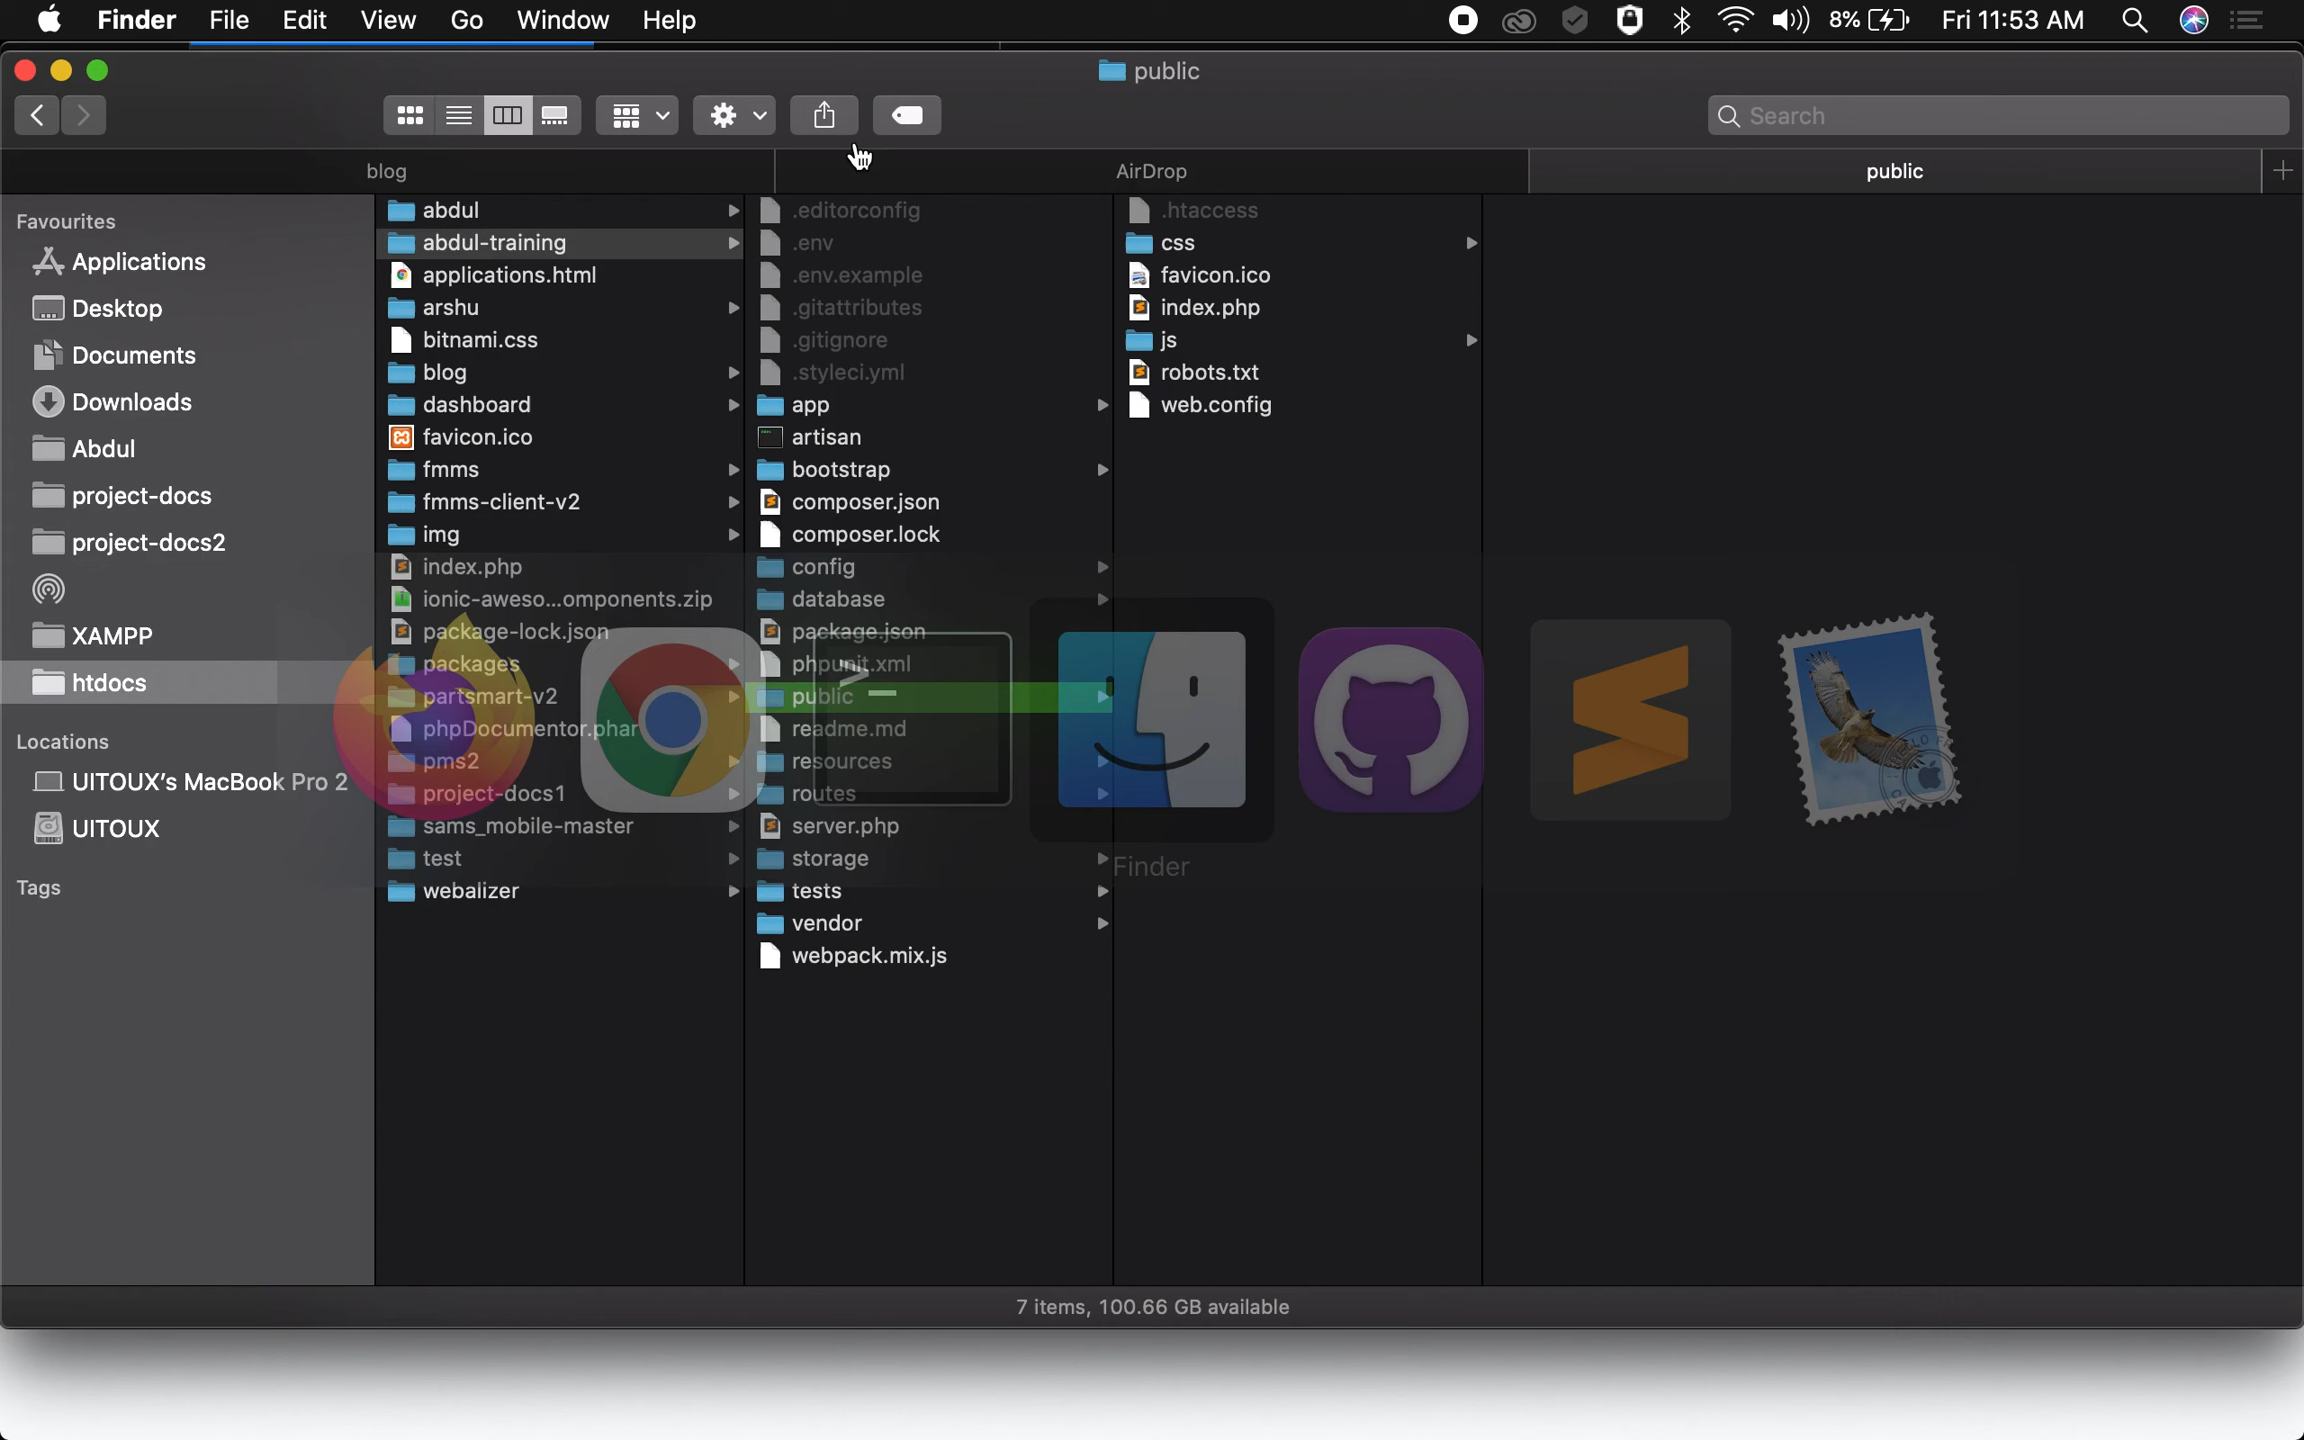 Finder File Edit View Go Window Help 8% Fri 11:53 AM
public
Search
blog AirDrop public
Favourites
Applications
Desktop
Documents
Downloads
Abdul
project-docs
project-docs2
XAMPP
htdocs
Locations
UITOUX's MacBook Pro 2
UITOUX
Tags
abdul
abdul-training
applications.html
arshu
bitnami.css
blog
dashboard
favicon.ico
fmms
fmms-client-v2
img
index.php
ionic-aweso...omponents.zip
package-lock.json
packages
partsmart-v2
phpDocumentor.phar
pms2
project-docs1
sams_mobile-master
test
webalizer
.editorconfig
.env
.env.example
.gitattributes
.gitignore
.styleci.yml
app
artisan
bootstrap
composer.json
composer.lock
config
database
package.json
phpunit.xml
public
readme.md
resources
routes
server.php
storage
tests
vendor
webpack.mix.js
.htaccess
css
favicon.ico
index.php
js
robots.txt
web.config
Finder
7 items, 100.66 GB available